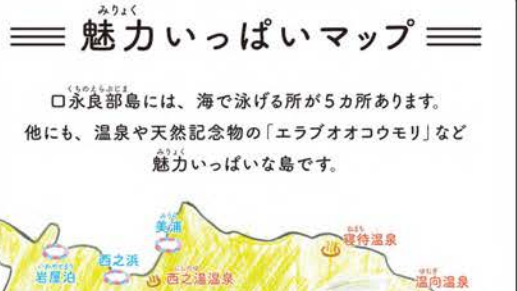 魅力いっぱいマップ
口永良部島には、海で泳げる所が5カ所あります。
他にも、温泉や天然記念物の「エラブオオコウモリ」など
魅力いっぱいな島です。
美浦
寝待温泉
岩屋泊
西之浜
西之湯温泉
湯向温泉